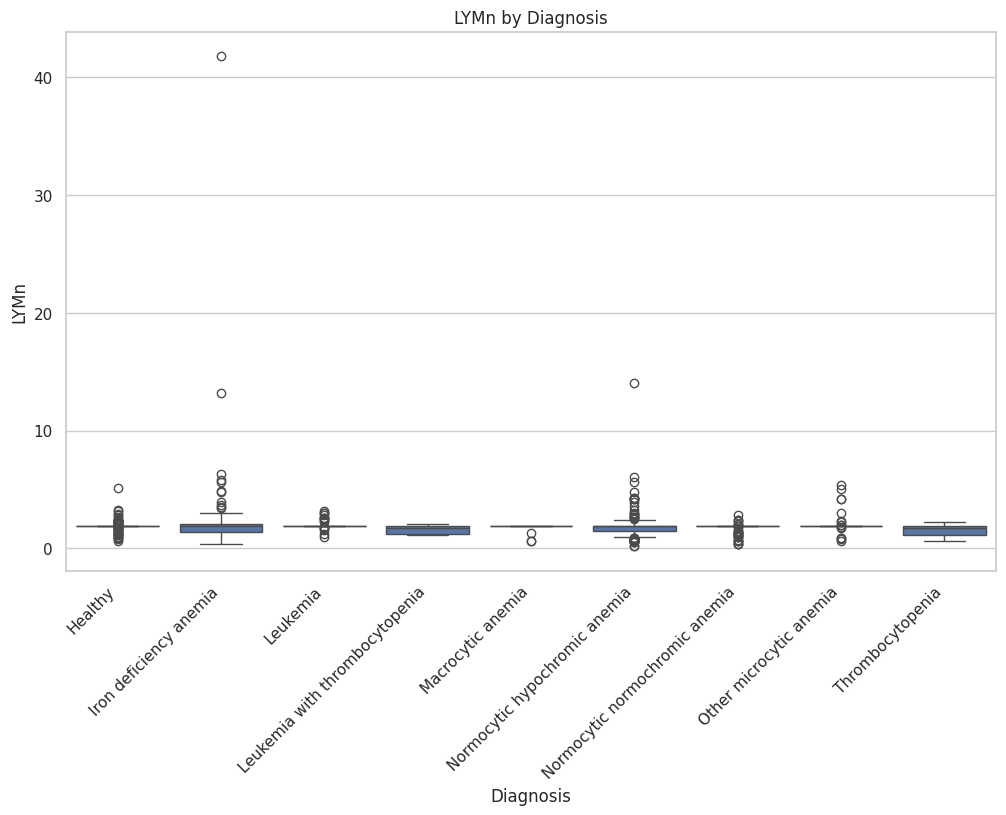 LYMn by Diagnosis
LYMn
40
30
20
10
0
Healthy
Iron deficiency anemia
Leukemia
Leukemia with thrombocytopenia
Macrocytic anemia
Normocytic hypochromic anemia
Normocytic normochromic anemia
Other microcytic anemia
Thrombocytopenia
Diagnosis